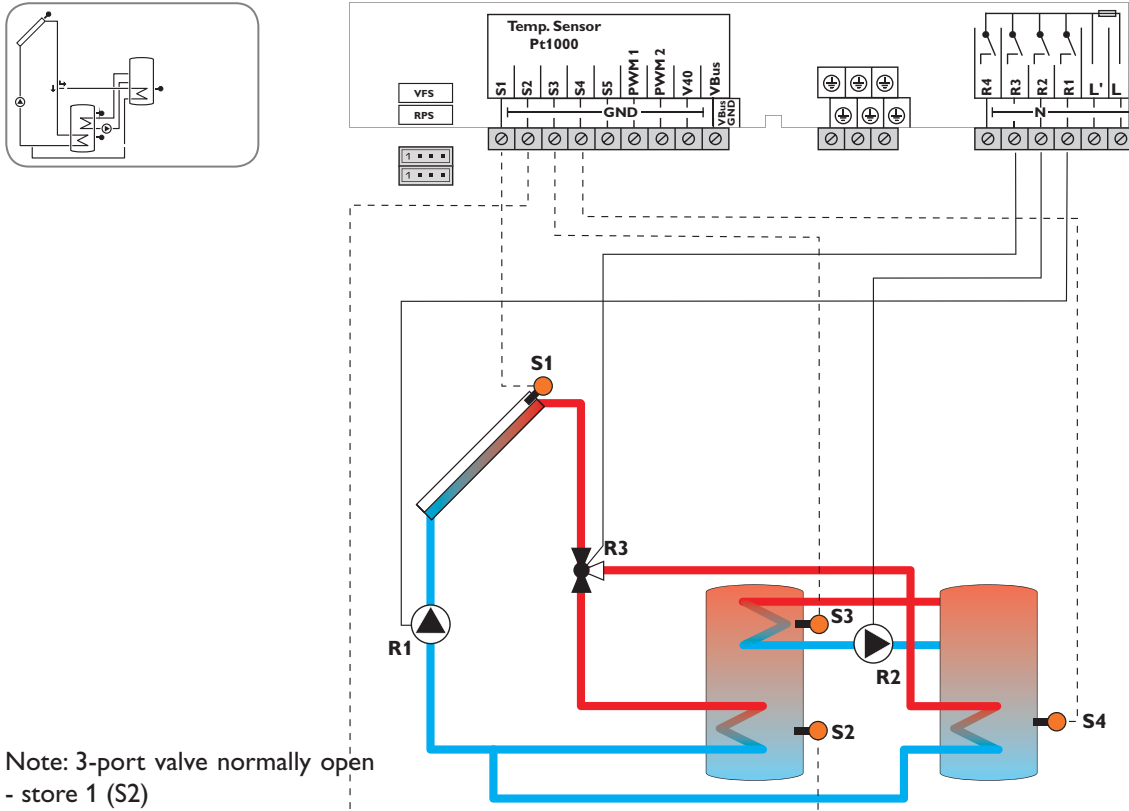 Temp. Sensor
Pt1000
VFS
RPS
S1 S2 S3 S4 S5 PWM 1 PWM 2 V40 VBus
GND
VBus
GND
R4 R3 R2 R1 L' L
N
1
1
S1
R3
S3
R1
R2
S2
S4
Note: 3-port valve normally open
- store 1 (S2)